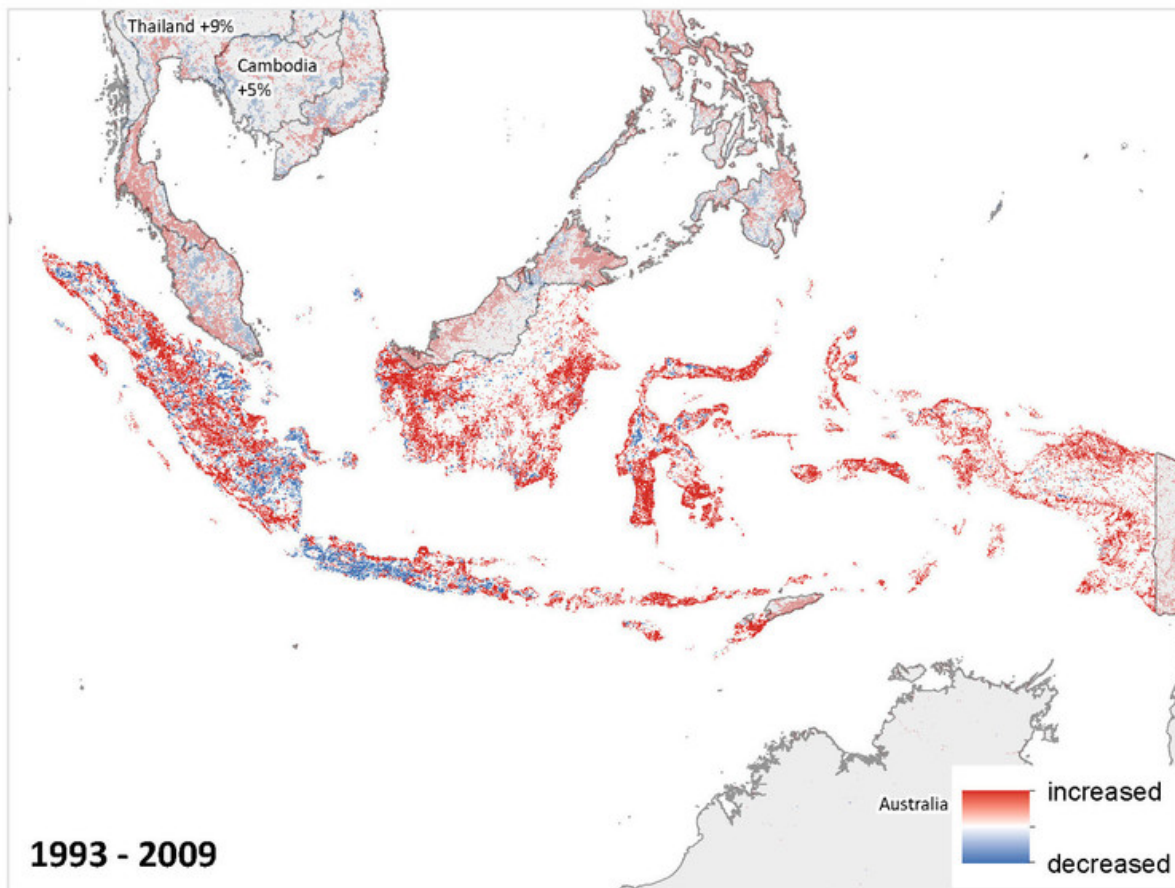 Thailand +9%
Cambodia
+5%
Australia
increased
decreased
1993 - 2009